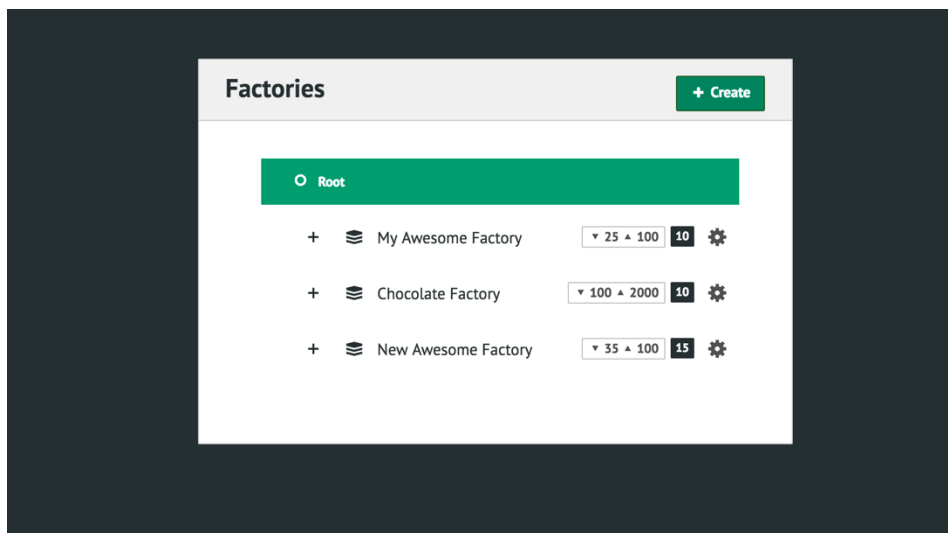 Factories
+ Create
Root
+ My Awesome Factory ▼ 25 ▲ 100 10
+ Chocolate Factory ▼ 100 ▲ 2000 10
+ New Awesome Factory ▼ 35 ▲ 100 15